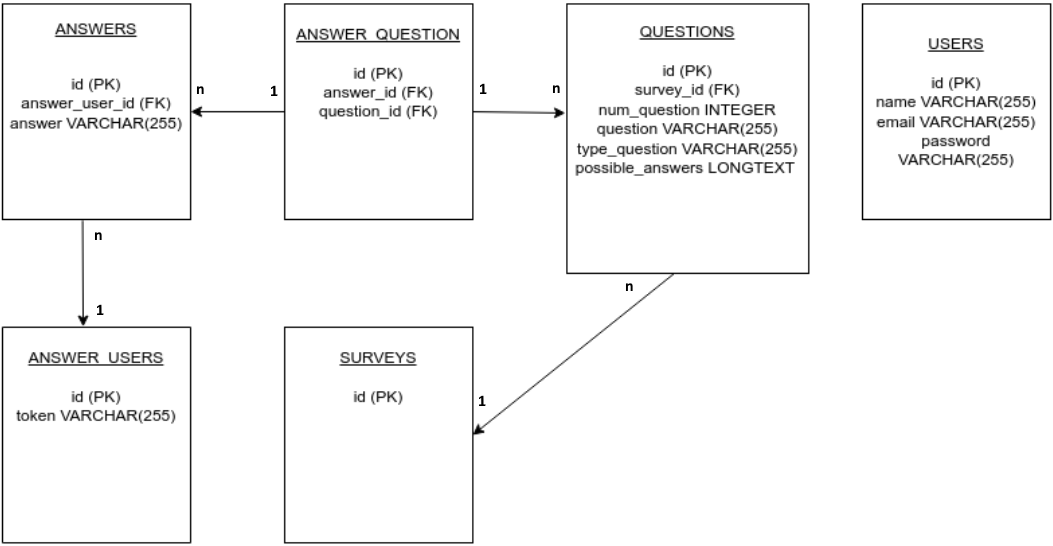 ANSWERS
id (PK)
answer_user_id (FK)
answer VARCHAR(255)
n
1
ANSWER_QUESTION
id (PK)
answer_id (FK)
question_id (FK)
1
n
QUESTIONS
id (PK)
survey_id (FK)
num_question INTEGER
question VARCHAR(255)
type_question VARCHAR(255)
possible_answers LONGTEXT
USERS
id (PK)
name VARCHAR(255)
email VARCHAR(255)
password
VARCHAR(255)
n
1
n
1
ANSWER_USERS
id (PK)
token VARCHAR(255)
SURVEYS
id (PK)